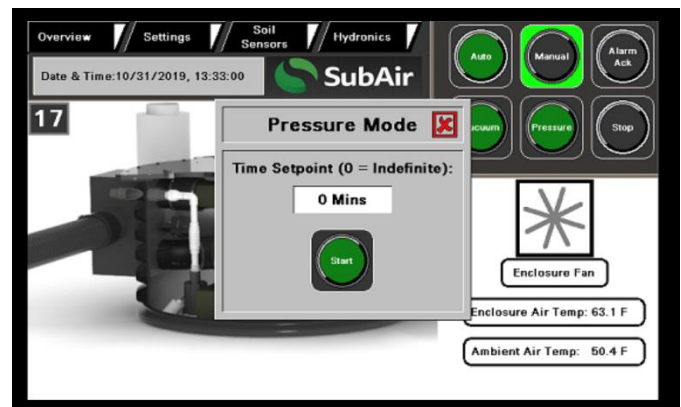 Overview
Settings
Soil
Sensors
Hydronics
Auto
Manual
Alarm
Ack
Date & Time:10/31/2019, 13:33:00
SubAir
17
Pressure Mode
Pressure
Stop
Time Setpoint (0 = Indefinite):
0 Mins
Start
Enclosure Fan
Enclosure Air Temp: 63.1 F
Ambient Air Temp: 50.4 F